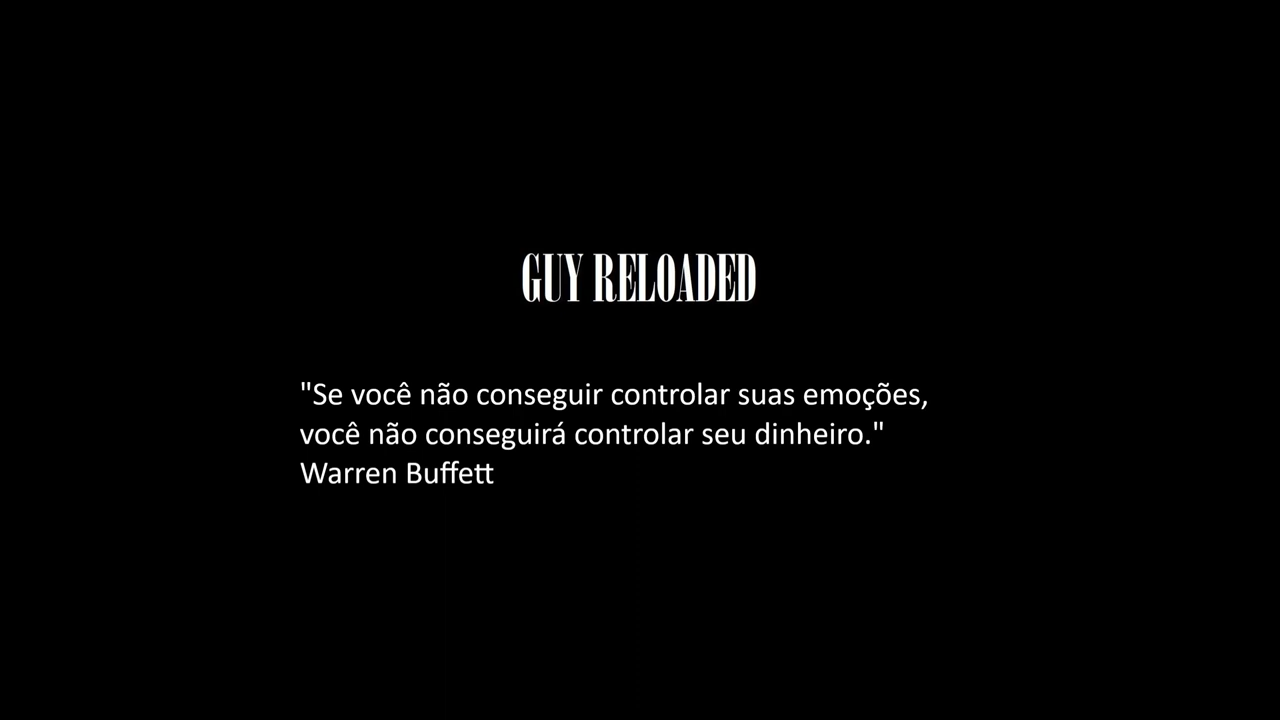 GUY RELOADED
"Se você não conseguir controlar suas emoções,
você não conseguirá controlar seu dinheiro."
Warren Buffett